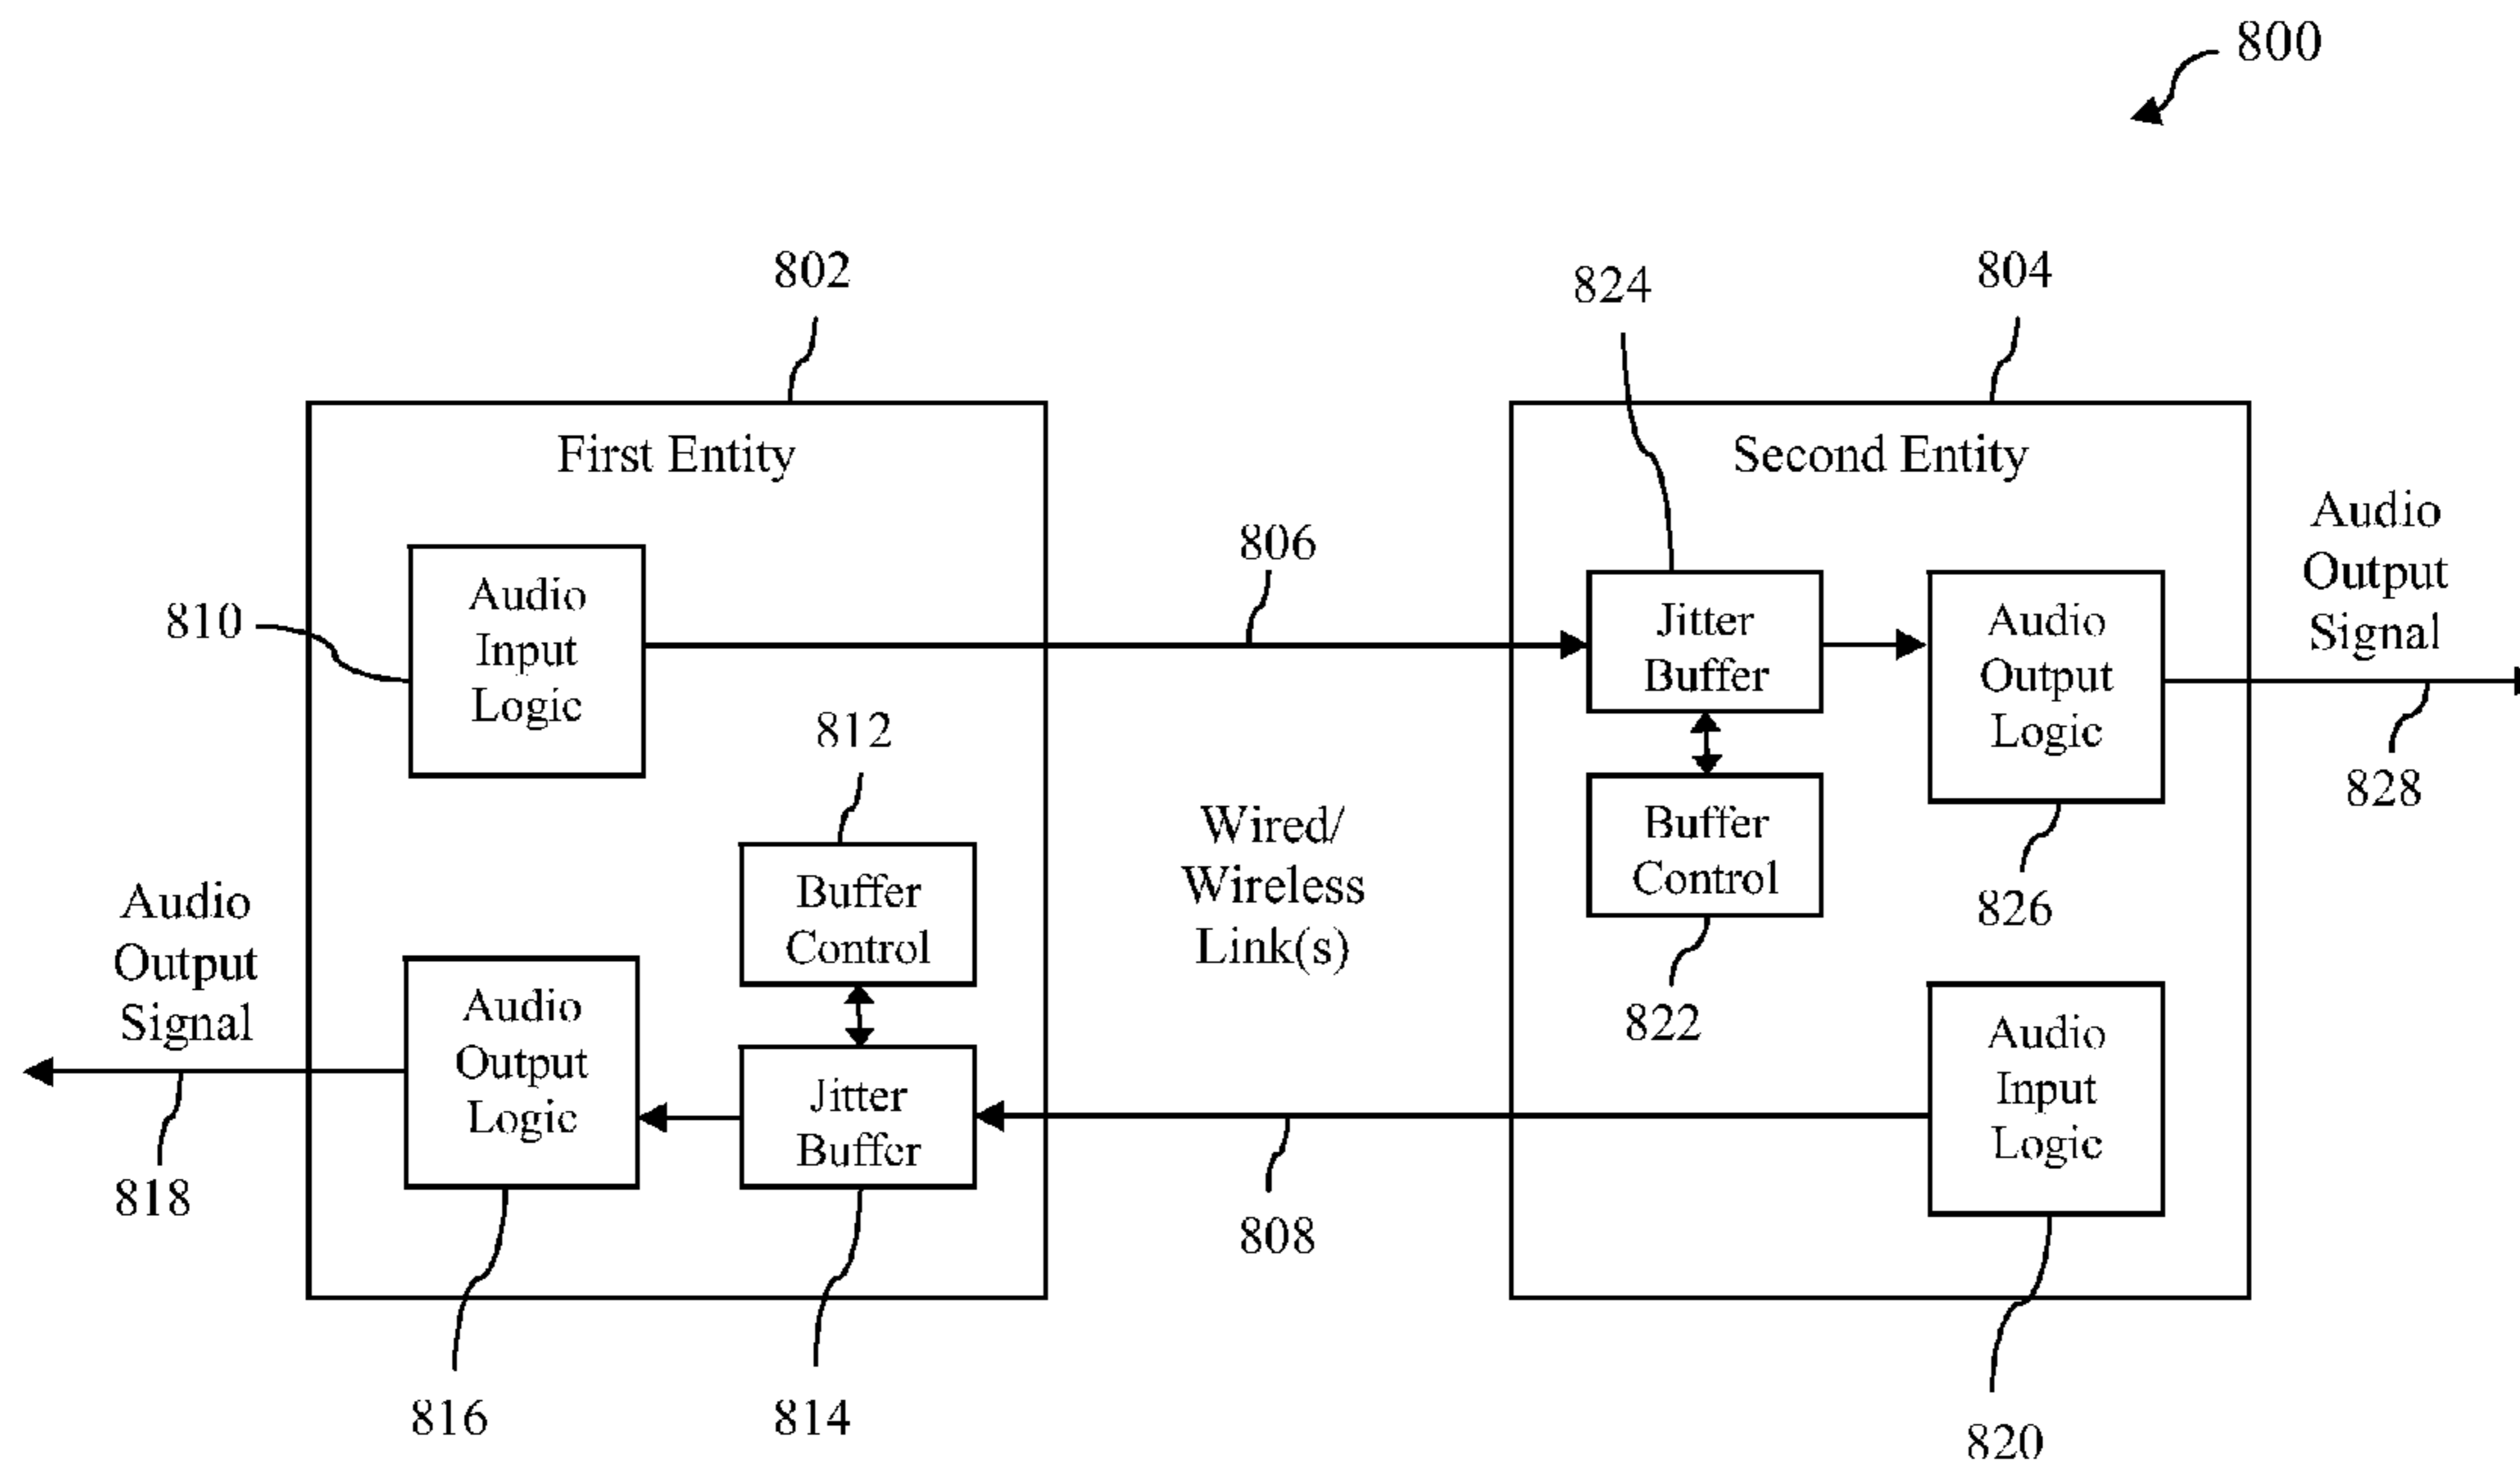 800
802
824
804
First Entity
Second Entity
806
Audio
Output
Signal
810
Audio
Input
Logic
Jitter
Buffer
Audio
Output
Logic
812
828
Buffer
Control
Wired/
Wireless
Link(s)
Buffer
Control
826
Audio
Output
Signal
Audio
Output
Logic
822
Jitter
Buffer
Audio
Input
Logic
818
808
816
814
820